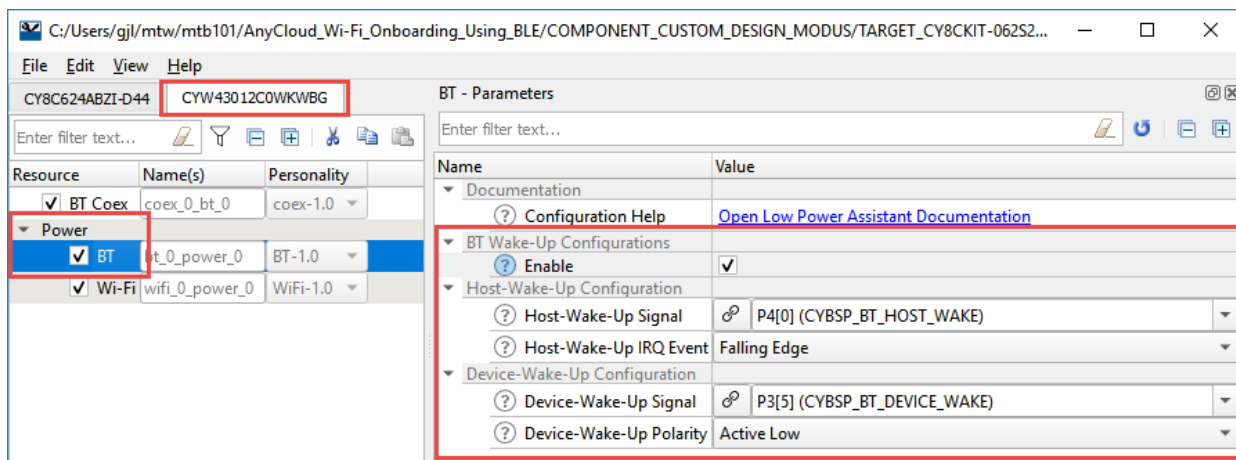 C:/Users/gjl/mtw/mtb101/AnyCloud_Wi-Fi_Onboarding_Using_BLE/COMPONENT_CUSTOM_DESIGN_MODUS/TARGET_CY8CKIT-062S2...
File Edit View Help
CY8C624ABZI-D44 CYW43012C0WKWBG
Enter filter text...
Resource Name(s) Personality
BT Coex coex_0_bt_0 coex-1.0
Power
BT bt_0_power_0 BT-1.0
Wi-Fi wifi_0_power_0 WiFi-1.0
BT - Parameters
Enter filter text...
Name Value
Documentation
? Configuration Help Open Low Power Assistant Documentation
BT Wake-Up Configurations
? Enable
Host-Wake-Up Configuration
? Host-Wake-Up Signal P4[0] (CYBSP_BT_HOST_WAKE)
? Host-Wake-Up IRQ Event Falling Edge
Device-Wake-Up Configuration
? Device-Wake-Up Signal P3[5] (CYBSP_BT_DEVICE_WAKE)
? Device-Wake-Up Polarity Active Low